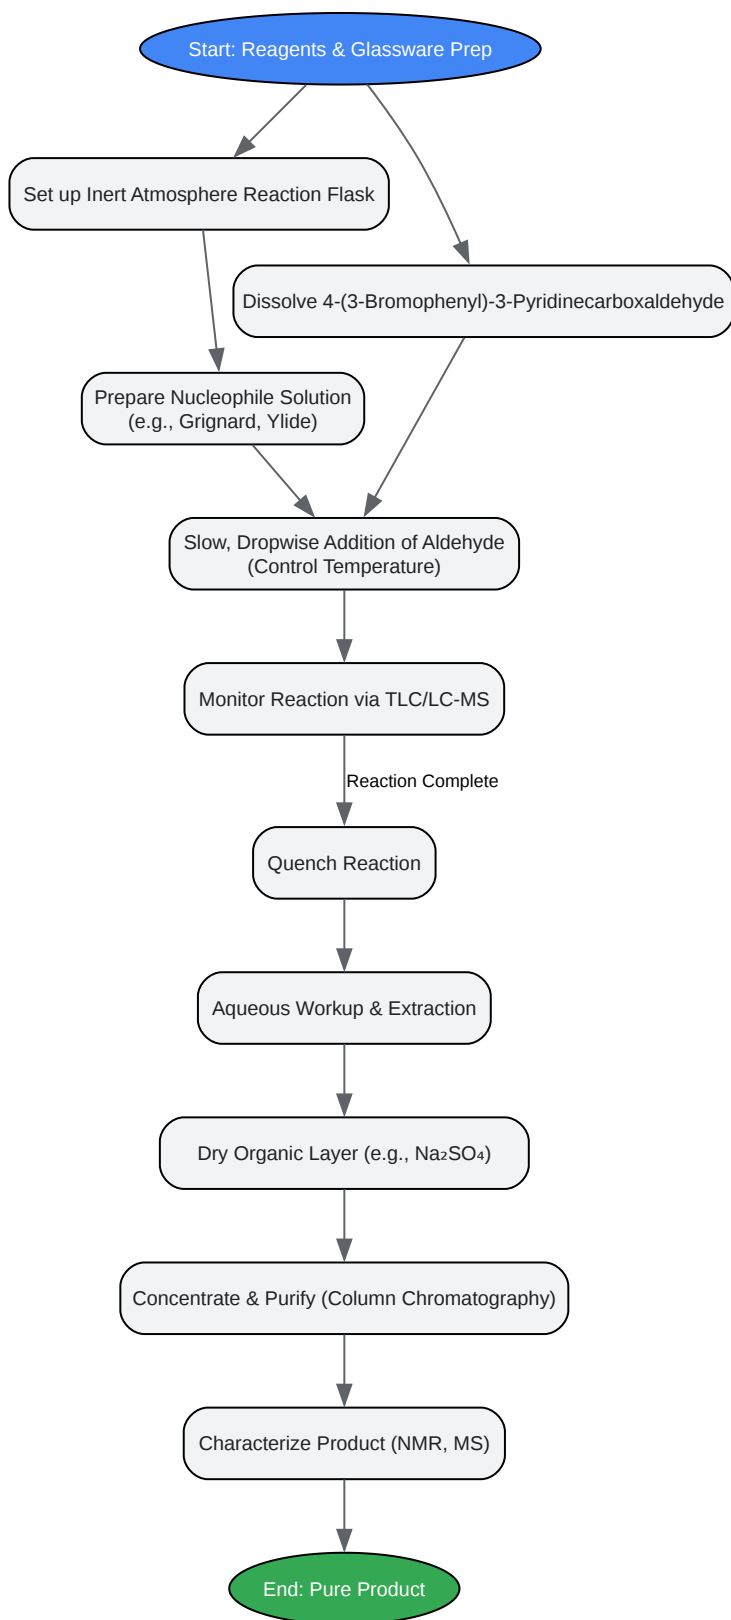 Start: Reagents & Glassware Prep
Set up Inert Atmosphere Reaction Flask
Dissolve 4-(3-Bromophenyl)-3-Pyridinecarboxaldehyde
Prepare Nucleophile Solution
(e.g., Grignard, Ylide)
Slow, Dropwise Addition of Aldehyde
(Control Temperature)
Monitor Reaction via TLC/LC-MS
Reaction Complete
Quench Reaction
Aqueous Workup & Extraction
Dry Organic Layer (e.g., Na₂SO₄)
Concentrate & Purify (Column Chromatography)
Characterize Product (NMR, MS)
End: Pure Product